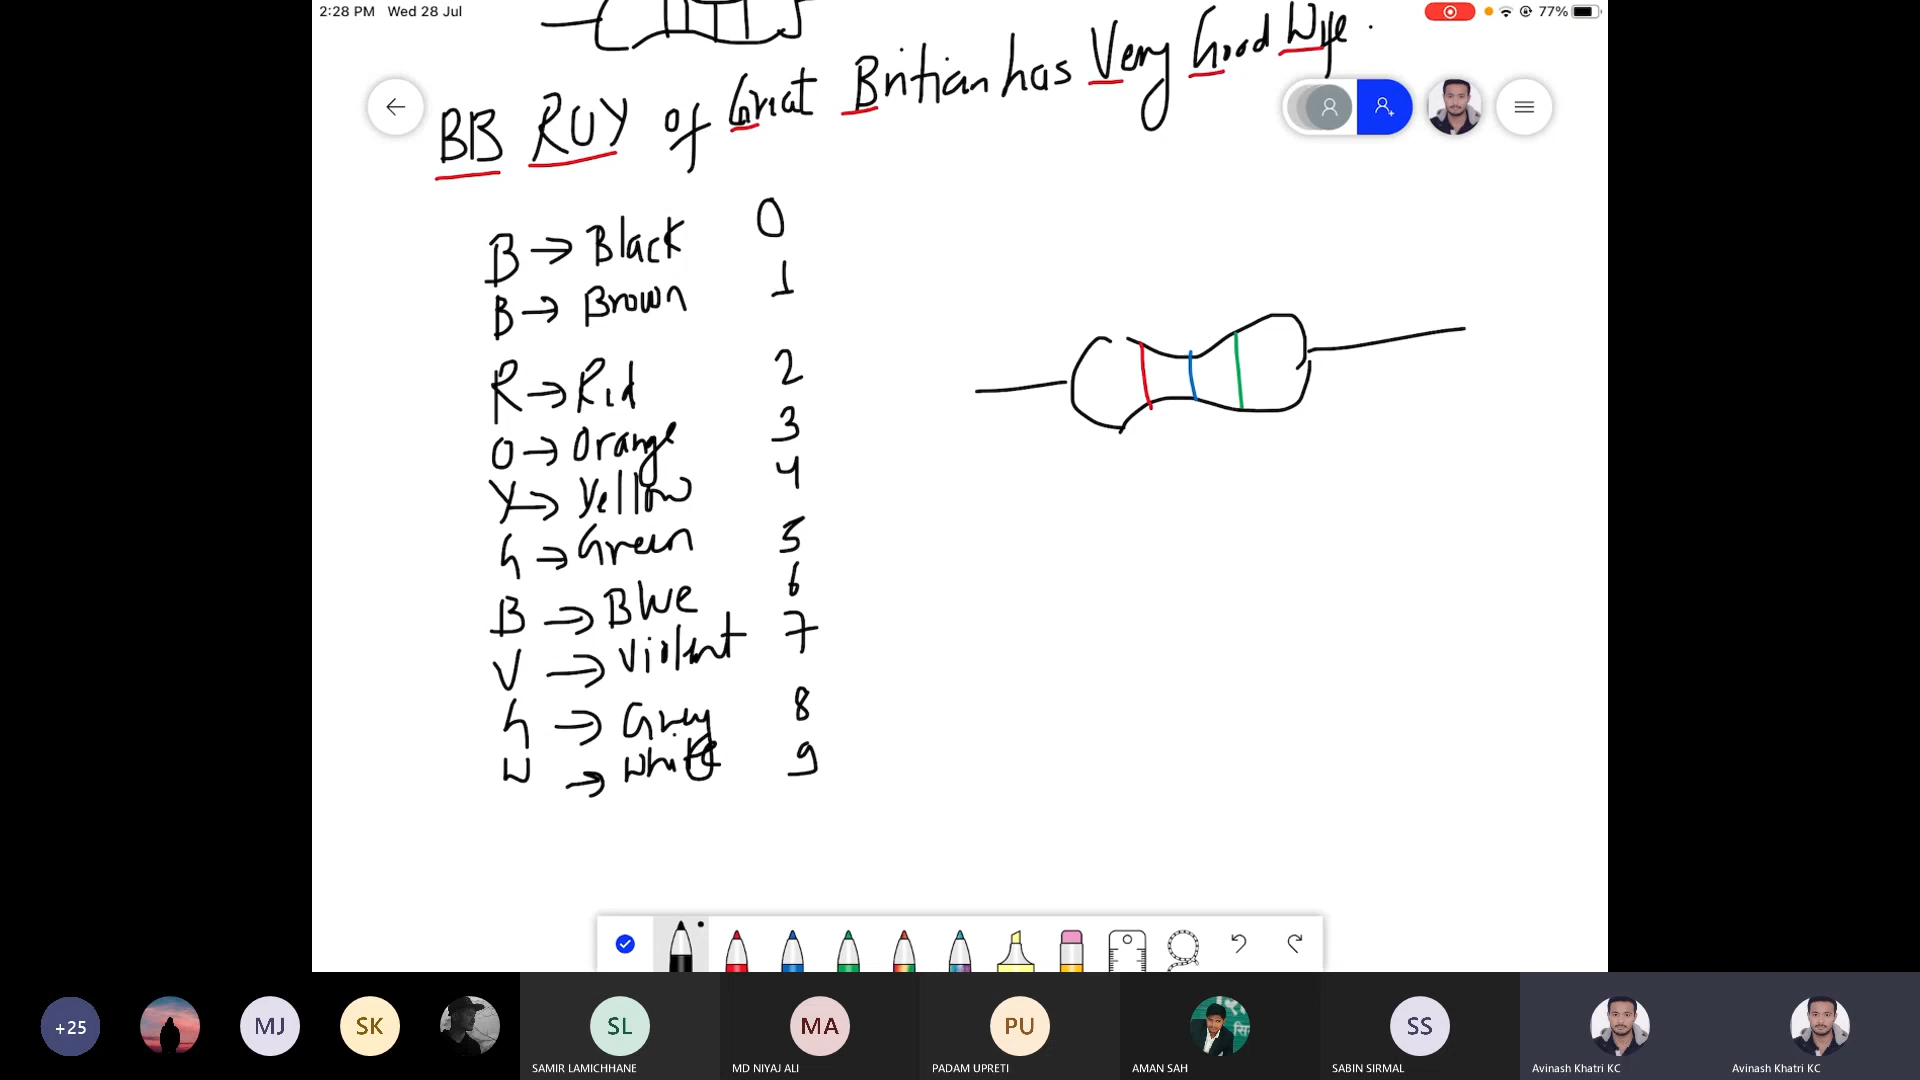 2:28 PM Wed 28 Jul
77%
BB ROY of Great Britian has Very Good Wife.
B → Black 0
B → Brown 1
R → Red 2
O → Orange 3
Y → Yellow 4
G → Green 5
B → Blue 6
V → Violent 7
G → Grey 8
W → White 9
+25
MJ
SK
SL
MA
PU
SS
SAMIR LAMICHHANE
MD NIYAJ ALI
PADAM UPRETI
AMAN SAH
SABIN SIRMAL
Avinash Khatri KC
Avinash Khatri KC